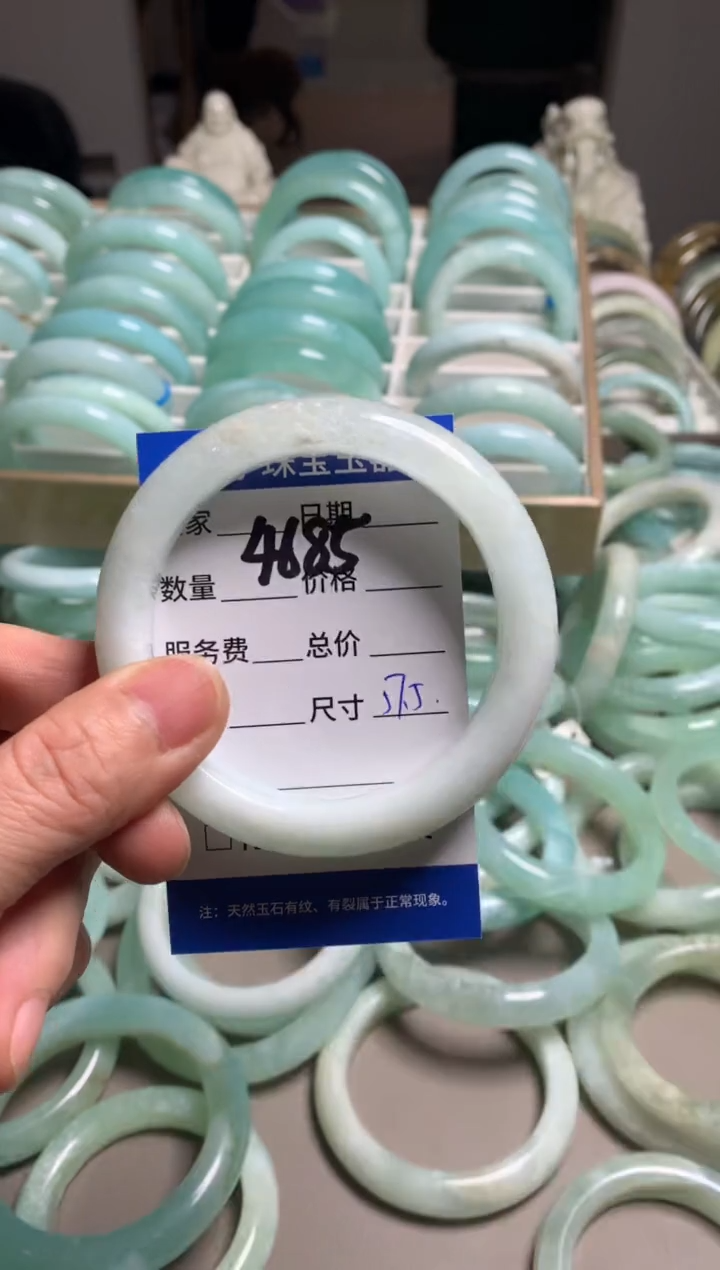 珠宝玉器
家 日期
4685
数量 价格
服务费 总价
尺寸 57.5.
注：天然玉石有纹、有裂属于正常现象。